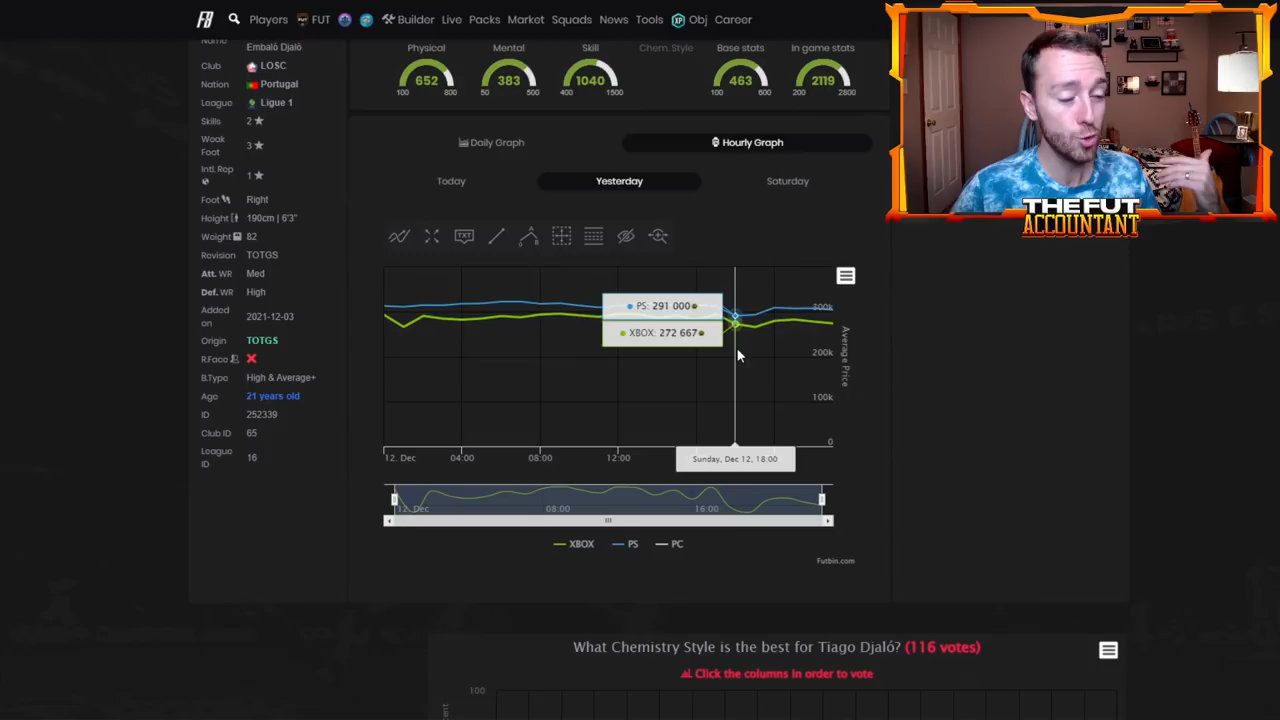 FB Players FUT Builder Live Packs Market Squads News Tools XP Obj Career
Name Embaló Djaló
Club LOSC
Nation Portugal
League Ligue 1
Skills 2★
Weak Foot 3★
Intl. Rep 1★
Foot Right
Height 190cm | 6'3"
Weight 82
Revision TOTGS
Att. WR Med
Def. WR High
Added on 2021-12-03
Origin TOTGS
R.Face
B.Type High & Average+
Age 21 years old
ID 252339
Club ID 65
League ID 16
Physical Mental Skill Chem. Style Base stats In game stats
652 383 1040 463 2119
100 800 50 500 400 1500 100 600 200 2800
Daily Graph Hourly Graph
Today Yesterday Saturday
TXT
PS: 291 000
XBOX: 272 667
300k
200k
100k
0
Average Price
12. Dec 04:00 08:00 12:00
Sunday, Dec 12, 18:00
12. Dec 08:00 16:00
XBOX PS PC
Futbin.com
What Chemistry Style is the best for Tiago Djaló? (116 votes)
Click the columns in order to vote
100
THE FUT
ACCOUNTANT